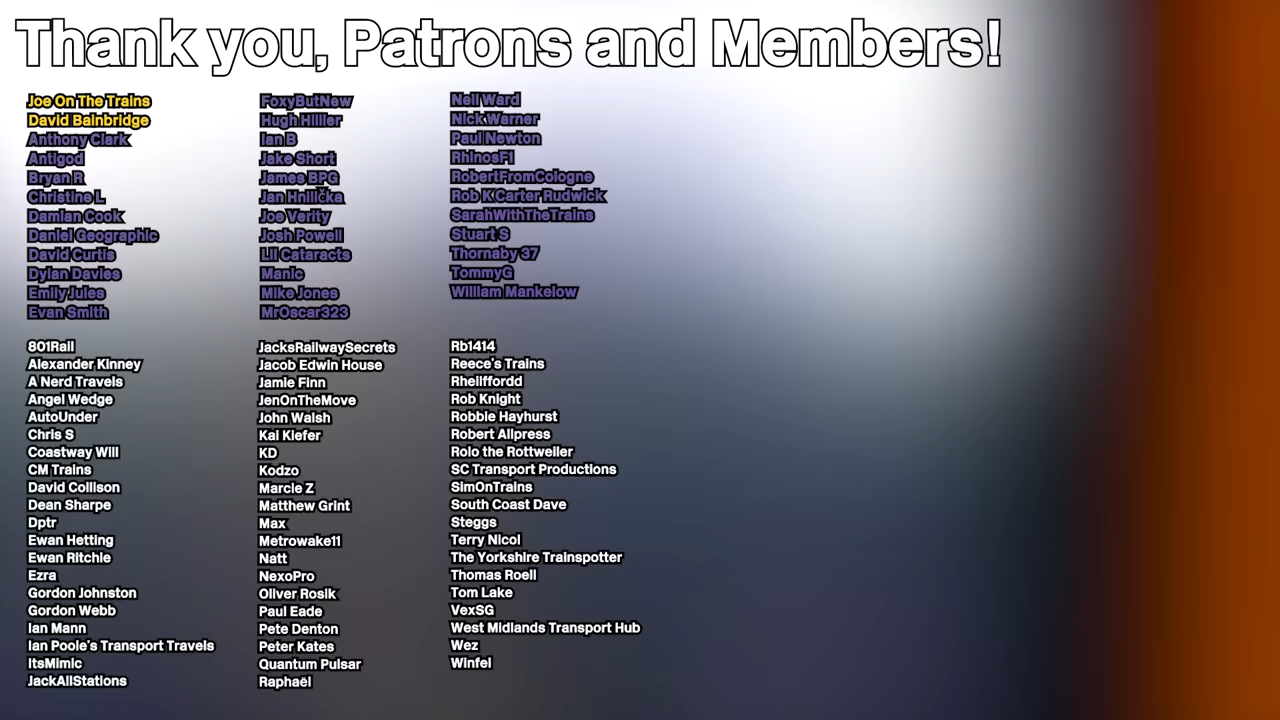 Thank you, Patrons and Members!
Joe On The Trains
David Bainbridge
Anthony Clark
Antigod
Bryan R
Christine L
Damian Cook
Daniel Geographic
David Curtis
Dylan Davies
Emily Jules
Evan Smith
FoxyButNew
Hugh Hillier
Ian B
Jake Short
James BPG
Jan Hnilička
Joe Verity
Josh Powell
Lil Cataracts
Manic
Mike Jones
MrOscar323
Neil Ward
Nick Warner
Paul Newton
RhinosF1
RobertFromCologne
Rob K Carter Rudwick
SarahWithTheTrains
Stuart S
Thornaby 37
TommyG
William Mankelow
801Rail
Alexander Kinney
A Nerd Travels
Angel Wedge
AutoUnder
Chris S
Coastway Will
CM Trains
David Collison
Dean Sharpe
Dptr
Ewan Hetting
Ewan Ritchie
Ezra
Gordon Johnston
Gordon Webb
Ian Mann
Ian Poole's Transport Travels
ItsMimic
JackAllStations
JacksRailwaySecrets
Jacob Edwin House
Jamie Finn
JenOnTheMove
John Walsh
Kai Kiefer
KD
Kodzo
Marcie Z
Matthew Grint
Max
Metrowake11
Natt
NexoPro
Oliver Rosik
Paul Eade
Pete Denton
Peter Kates
Quantum Pulsar
Raphaël
Rb1414
Reece's Trains
Rheilffordd
Rob Knight
Robbie Hayhurst
Robert Allpress
Rolo the Rottweiler
SC Transport Productions
SimOnTrains
South Coast Dave
Steggs
Terry Nicol
The Yorkshire Trainspotter
Thomas Roell
Tom Lake
VexSG
West Midlands Transport Hub
Wez
Winfel